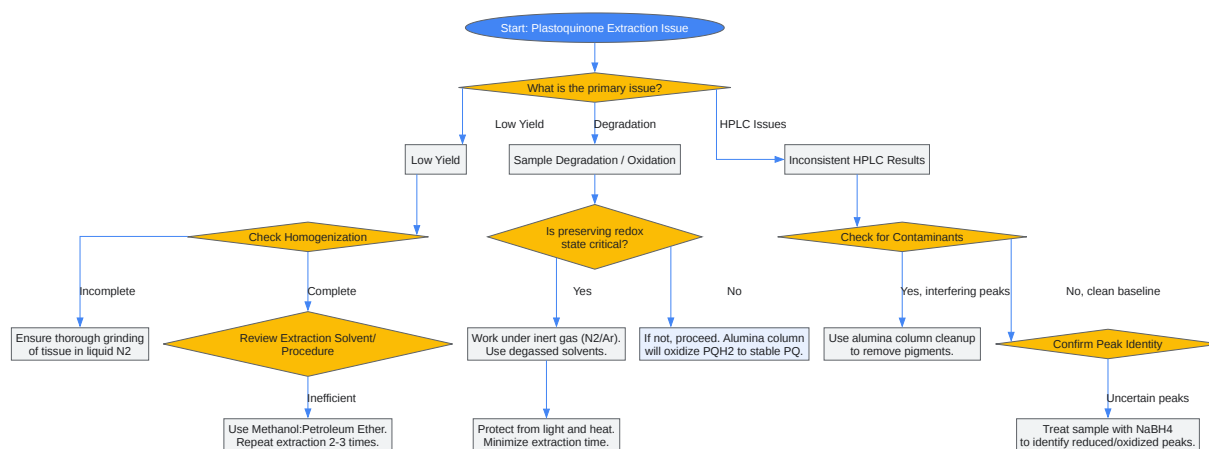 Start: Plastoquinone Extraction Issue
What is the primary issue?
Low Yield
Degradation
HPLC Issues
Low Yield
Sample Degradation / Oxidation
Inconsistent HPLC Results
Check Homogenization
Is preserving redox
state critical?
Check for Contaminants
Incomplete
Complete
Yes
No
Yes, interfering peaks
No, clean baseline
Ensure thorough grinding
of tissue in liquid N2
Review Extraction Solvent/
Procedure
Work under inert gas (N2/Ar).
Use degassed solvents.
If not, proceed. Alumina column
will oxidize PQH2 to stable PQ.
Use alumina column cleanup
to remove pigments.
Confirm Peak Identity
Inefficient
Uncertain peaks
Use Methanol:Petroleum Ether.
Repeat extraction 2-3 times.
Protect from light and heat.
Minimize extraction time.
Treat sample with NaBH4
to identify reduced/oxidized peaks.